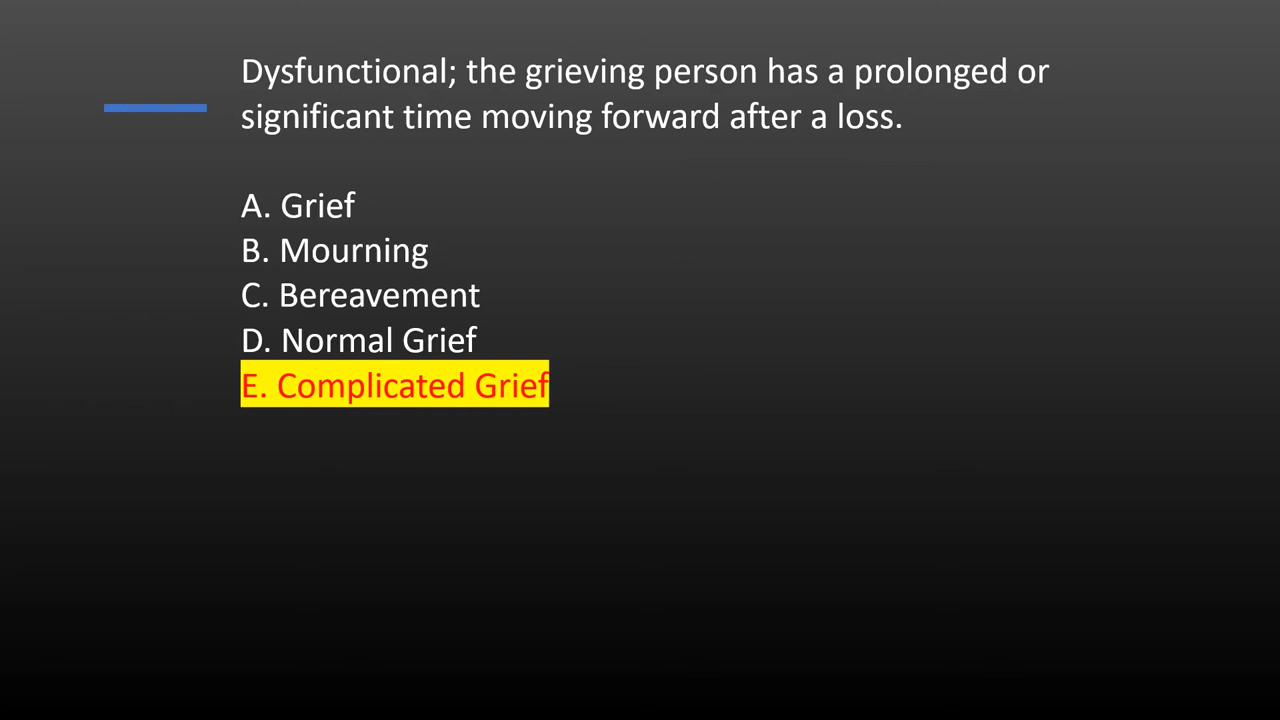 Dysfunctional; the grieving person has a prolonged or
significant time moving forward after a loss.
A. Grief
B. Mourning
C. Bereavement
D. Normal Grief
E. Complicated Grief